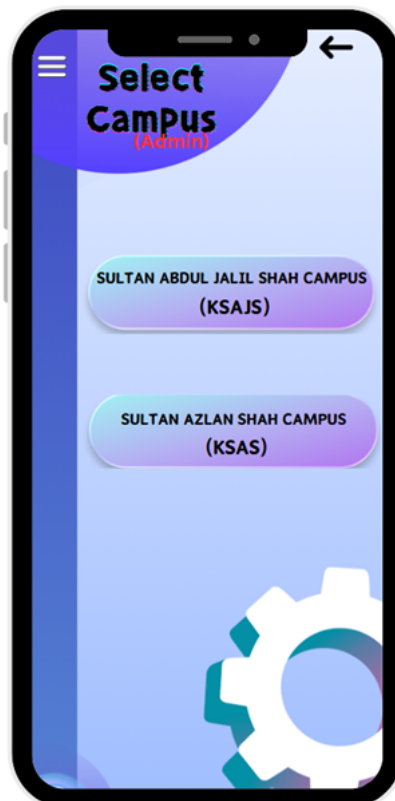 Select
Campus
(Admin)
SULTAN ABDUL JALIL SHAH CAMPUS
(KSAJS)
SULTAN AZLAN SHAH CAMPUS
(KSAS)